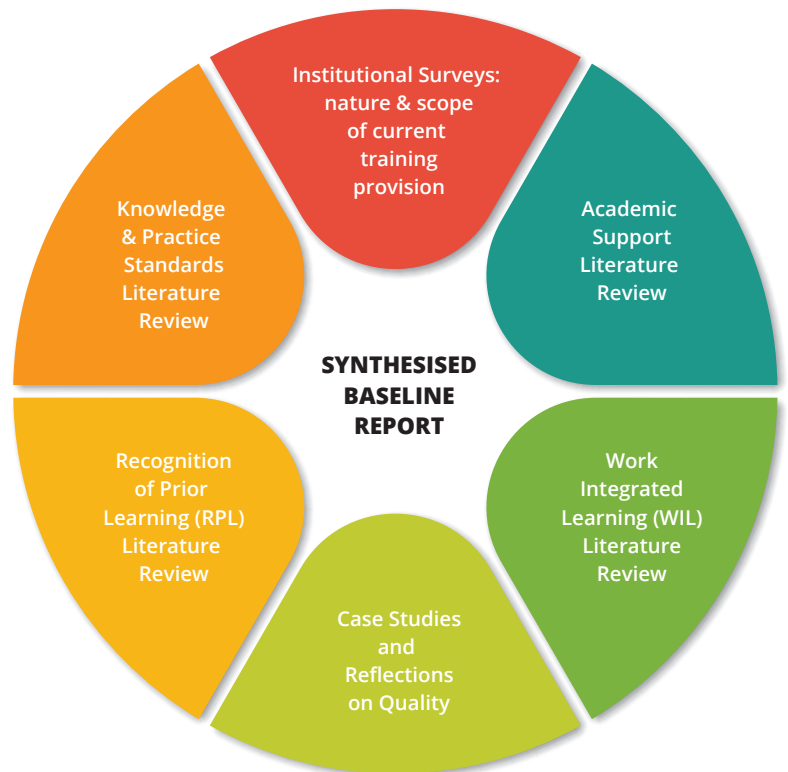 Institutional Surveys:
nature & scope
of current
training
provision
Academic
Support
Literature
Review
Work
Integrated
Learning (WIL)
Literature
Review
Case Studies
and
Reflections
on Quality
Recognition
of Prior
Learning (RPL)
Literature
Review
Knowledge
& Practice
Standards
Literature
Review
SYNTHESISED
BASELINE
REPORT